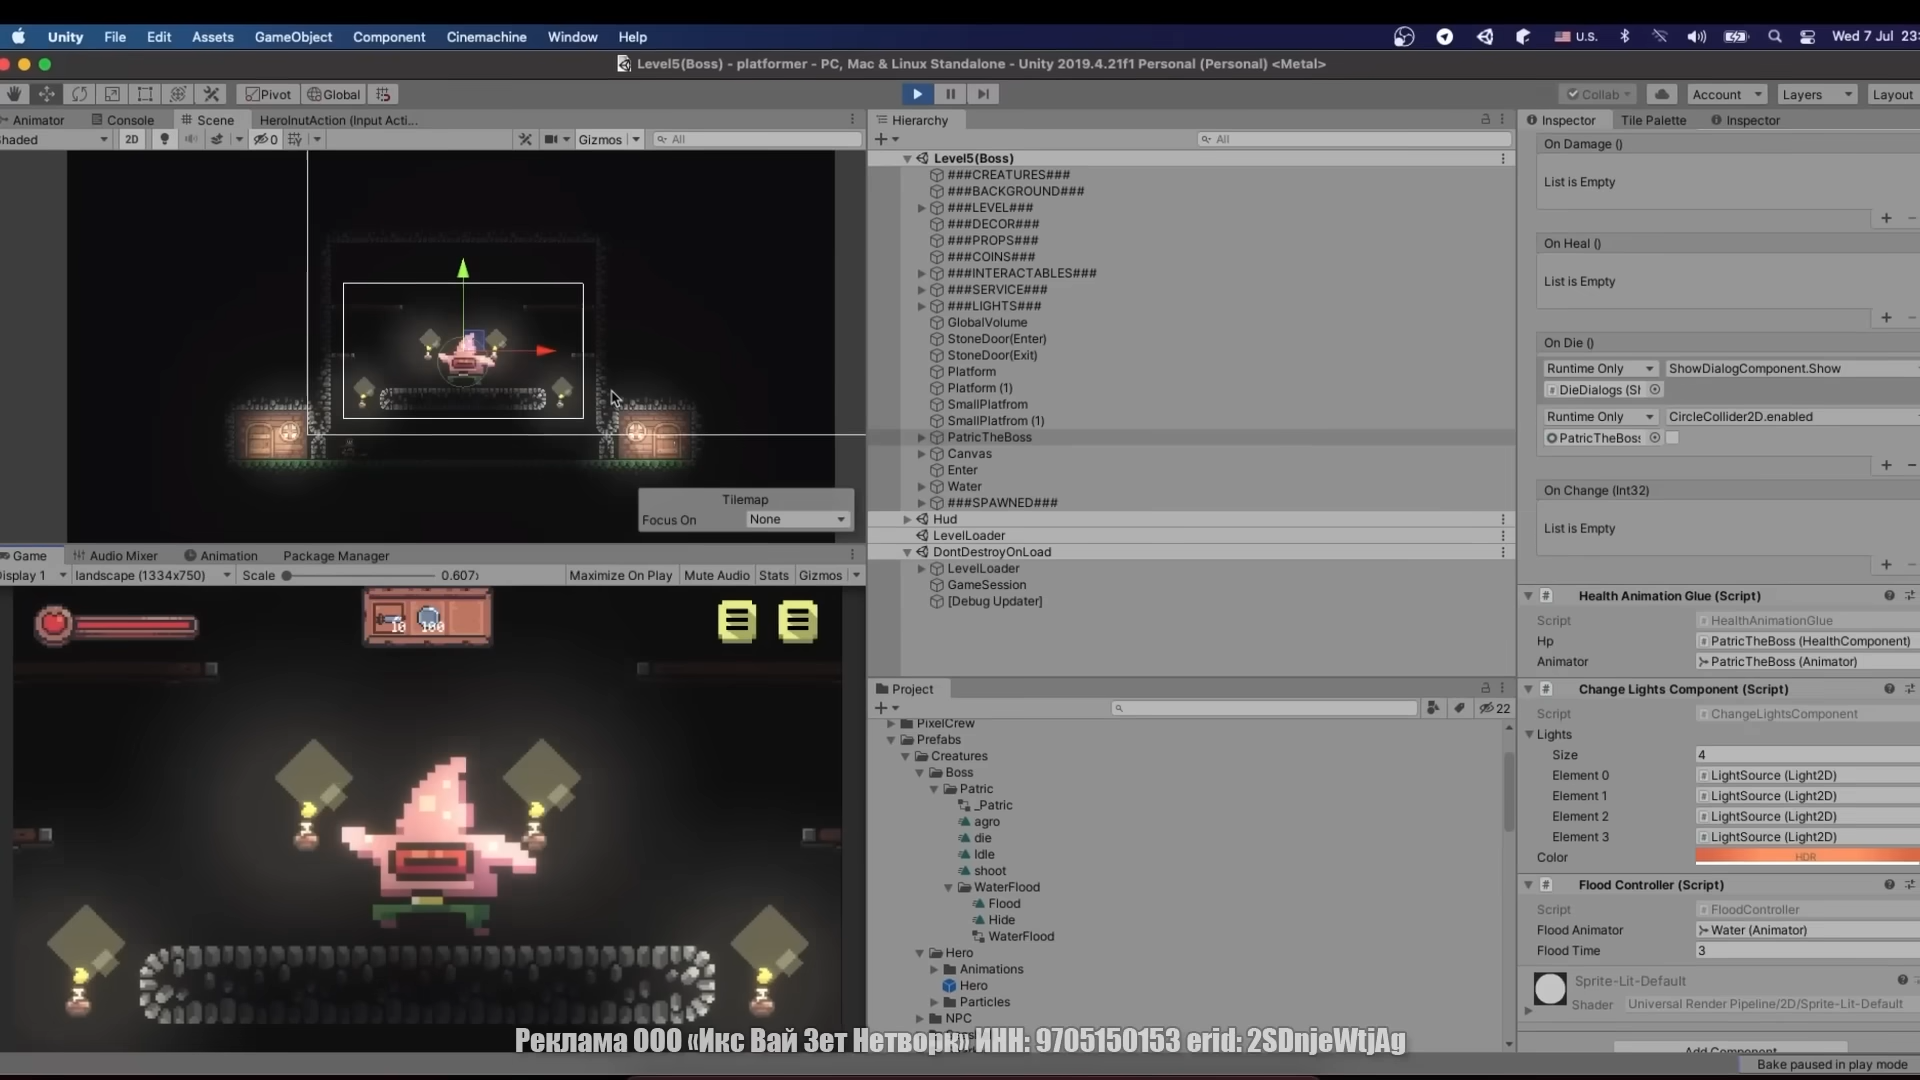 Unity File Edit Assets GameObject Component Cinemachine Window Help U.S. Wed 7 Jul 23:
Level5(Boss) - platformer - PC, Mac & Linux Standalone - Unity 2019.4.21f1 Personal (Personal) <Metal>
Pivot Global Collab Account Layers Layout
Animator Console Scene HeroInutAction (Input Acti...
haded 2D 0 Gizmos All
Tilemap
Focus On None
Game Audio Mixer Animation Package Manager
isplay 1 landscape (1334x750) Scale 0.607 Maximize On Play Mute Audio Stats Gizmos
10 100
Hierarchy
All
Level5(Boss)
###CREATURES###
###BACKGROUND###
###LEVEL###
###DECOR###
###PROPS###
###COINS###
###INTERACTABLES###
###SERVICE###
###LIGHTS###
GlobalVolume
StoneDoor(Enter)
StoneDoor(Exit)
Platform
Platform (1)
SmallPlatfrom
SmallPlatfrom (1)
PatricTheBoss
Canvas
Enter
Water
###SPAWNED###
Hud
LevelLoader
DontDestroyOnLoad
LevelLoader
GameSession
[Debug Updater]
Project
22
PixelCrew
Prefabs
Creatures
Boss
Patric
_Patric
agro
die
Idle
shoot
WaterFlood
Flood
Hide
WaterFlood
Hero
Animations
Hero
Particles
NPC
Inspector Tile Palette Inspector
On Damage ()
List is Empty
On Heal ()
List is Empty
On Die ()
Runtime Only ShowDialogComponent.Show
DieDialogs (Sh
Runtime Only CircleCollider2D.enabled
PatricTheBoss
On Change (Int32)
List is Empty
Health Animation Glue (Script)
Script HealthAnimationGlue
Hp PatricTheBoss (HealthComponent)
Animator PatricTheBoss (Animator)
Change Lights Component (Script)
Script ChangeLightsComponent
Lights
Size 4
Element 0 LightSource (Light2D)
Element 1 LightSource (Light2D)
Element 2 LightSource (Light2D)
Element 3 LightSource (Light2D)
Color HDR
Flood Controller (Script)
Script FloodController
Flood Animator Water (Animator)
Flood Time 3
Sprite-Lit-Default
Shader Universal Render Pipeline/2D/Sprite-Lit-Default
Add Component
Bake paused in play mode
Реклама ООО «Икс Вай Зет Нетворк» ИНН: 9705150153 erid: 2SDnjeWtjAg